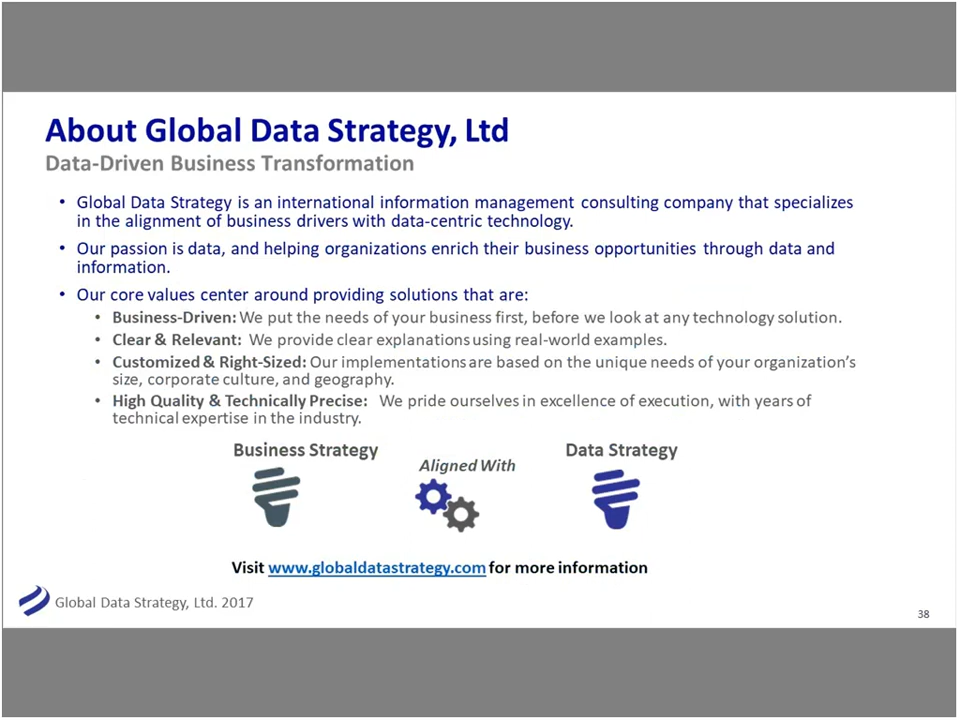 About Global Data Strategy, Ltd
Data-Driven Business Transformation
• Global Data Strategy is an international information management consulting company that specializes
in the alignment of business drivers with data-centric technology.
• Our passion is data, and helping organizations enrich their business opportunities through data and
information.
• Our core values center around providing solutions that are:
• Business-Driven: We put the needs of your business first, before we look at any technology solution.
• Clear & Relevant: We provide clear explanations using real-world examples.
• Customized & Right-Sized: Our implementations are based on the unique needs of your organization's
size, corporate culture, and geography.
• High Quality & Technically Precise: We pride ourselves in excellence of execution, with years of
technical expertise in the industry.
Business Strategy
Aligned With
Data Strategy
Visit www.globaldatastrategy.com for more information
Global Data Strategy, Ltd. 2017
38